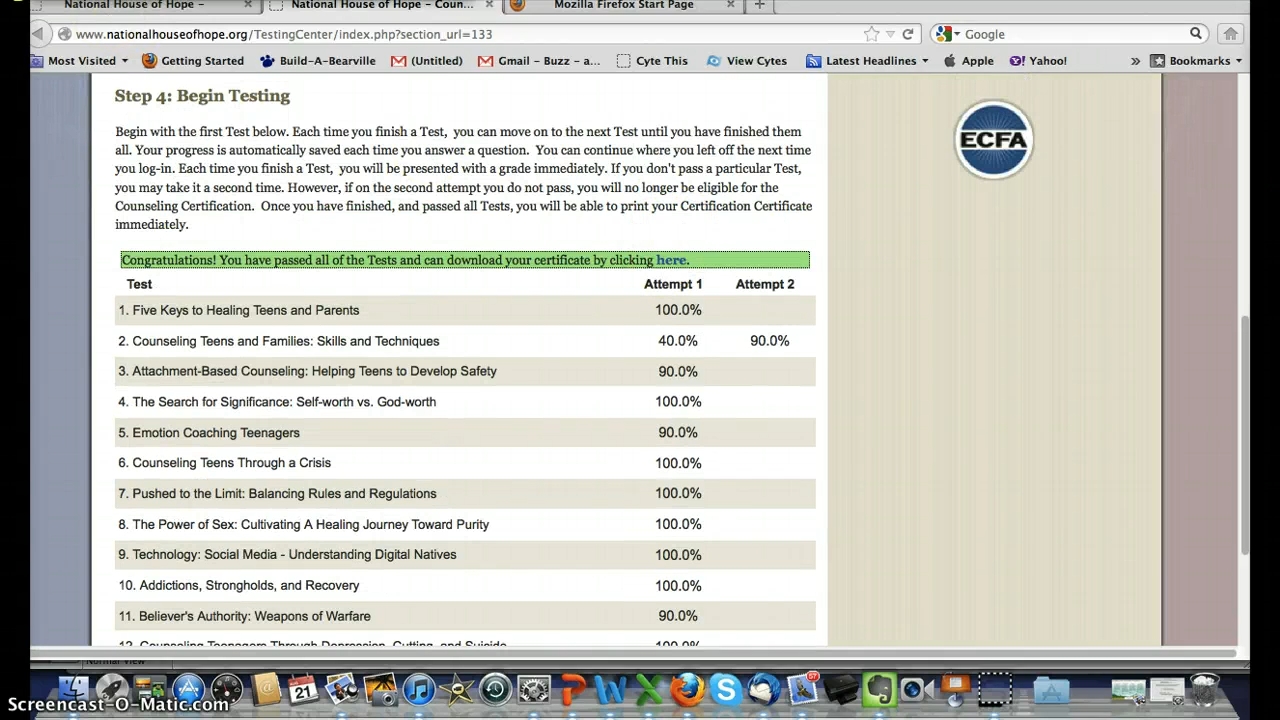 National House of Hope -
National House of Hope - Coun...
Mozilla Firefox Start Page
www.nationalhouseofhope.org/TestingCenter/index.php?section_url=133
Google
Most Visited
Getting Started
Build-A-Bearville
(Untitled)
Gmail - Buzz - a...
Cyte This
View Cytes
Latest Headlines
Apple
Yahoo!
»
Bookmarks
Step 4: Begin Testing
ECFA
Begin with the first Test below. Each time you finish a Test, you can move on to the next Test until you have finished them
all. Your progress is automatically saved each time you answer a question. You can continue where you left off the next time
you log-in. Each time you finish a Test, you will be presented with a grade immediately. If you don't pass a particular Test,
you may take it a second time. However, if on the second attempt you do not pass, you will no longer be eligible for the
Counseling Certification. Once you have finished, and passed all Tests, you will be able to print your Certification Certificate
immediately.
Congratulations! You have passed all of the Tests and can download your certificate by clicking here.
Test Attempt 1 Attempt 2
1. Five Keys to Healing Teens and Parents 100.0%
2. Counseling Teens and Families: Skills and Techniques 40.0% 90.0%
3. Attachment-Based Counseling: Helping Teens to Develop Safety 90.0%
4. The Search for Significance: Self-worth vs. God-worth 100.0%
5. Emotion Coaching Teenagers 90.0%
6. Counseling Teens Through a Crisis 100.0%
7. Pushed to the Limit: Balancing Rules and Regulations 100.0%
8. The Power of Sex: Cultivating A Healing Journey Toward Purity 100.0%
9. Technology: Social Media - Understanding Digital Natives 100.0%
10. Addictions, Strongholds, and Recovery 100.0%
11. Believer's Authority: Weapons of Warfare 90.0%
12. Counseling Teenagers Through Depression, Cutting, and Suicide 100.0%
Normal View
21
Screencast-O-Matic.com